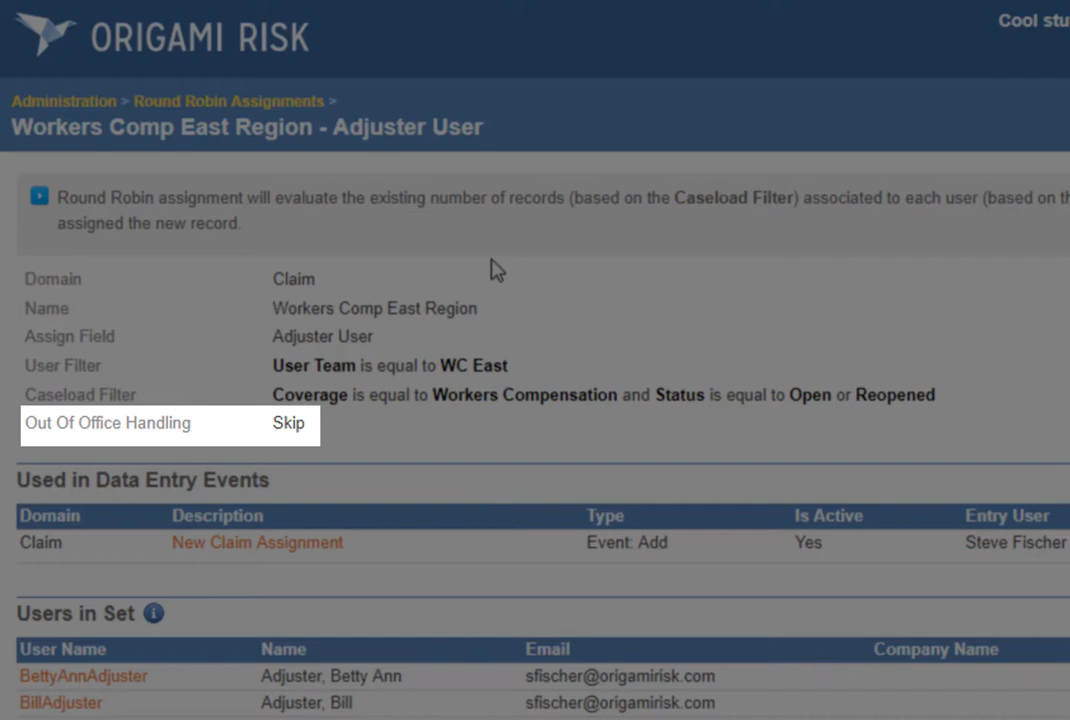 ORIGAMI RISK
Cool stu
Administration > Round Robin Assignments >
Workers Comp East Region - Adjuster User
Round Robin assignment will evaluate the existing number of records (based on the Caseload Filter) associated to each user (based on th
assigned the new record.
Domain Claim
Name Workers Comp East Region
Assign Field Adjuster User
User Filter User Team is equal to WC East
Caseload Filter Coverage is equal to Workers Compensation and Status is equal to Open or Reopened
Out Of Office Handling Skip
Used in Data Entry Events
Domain Description Type Is Active Entry User
Claim New Claim Assignment Event: Add Yes Steve Fischer
Users in Set
User Name Name Email Company Name
BettyAnnAdjuster Adjuster, Betty Ann sfischer@origamirisk.com
BillAdjuster Adjuster, Bill sfischer@origamirisk.com